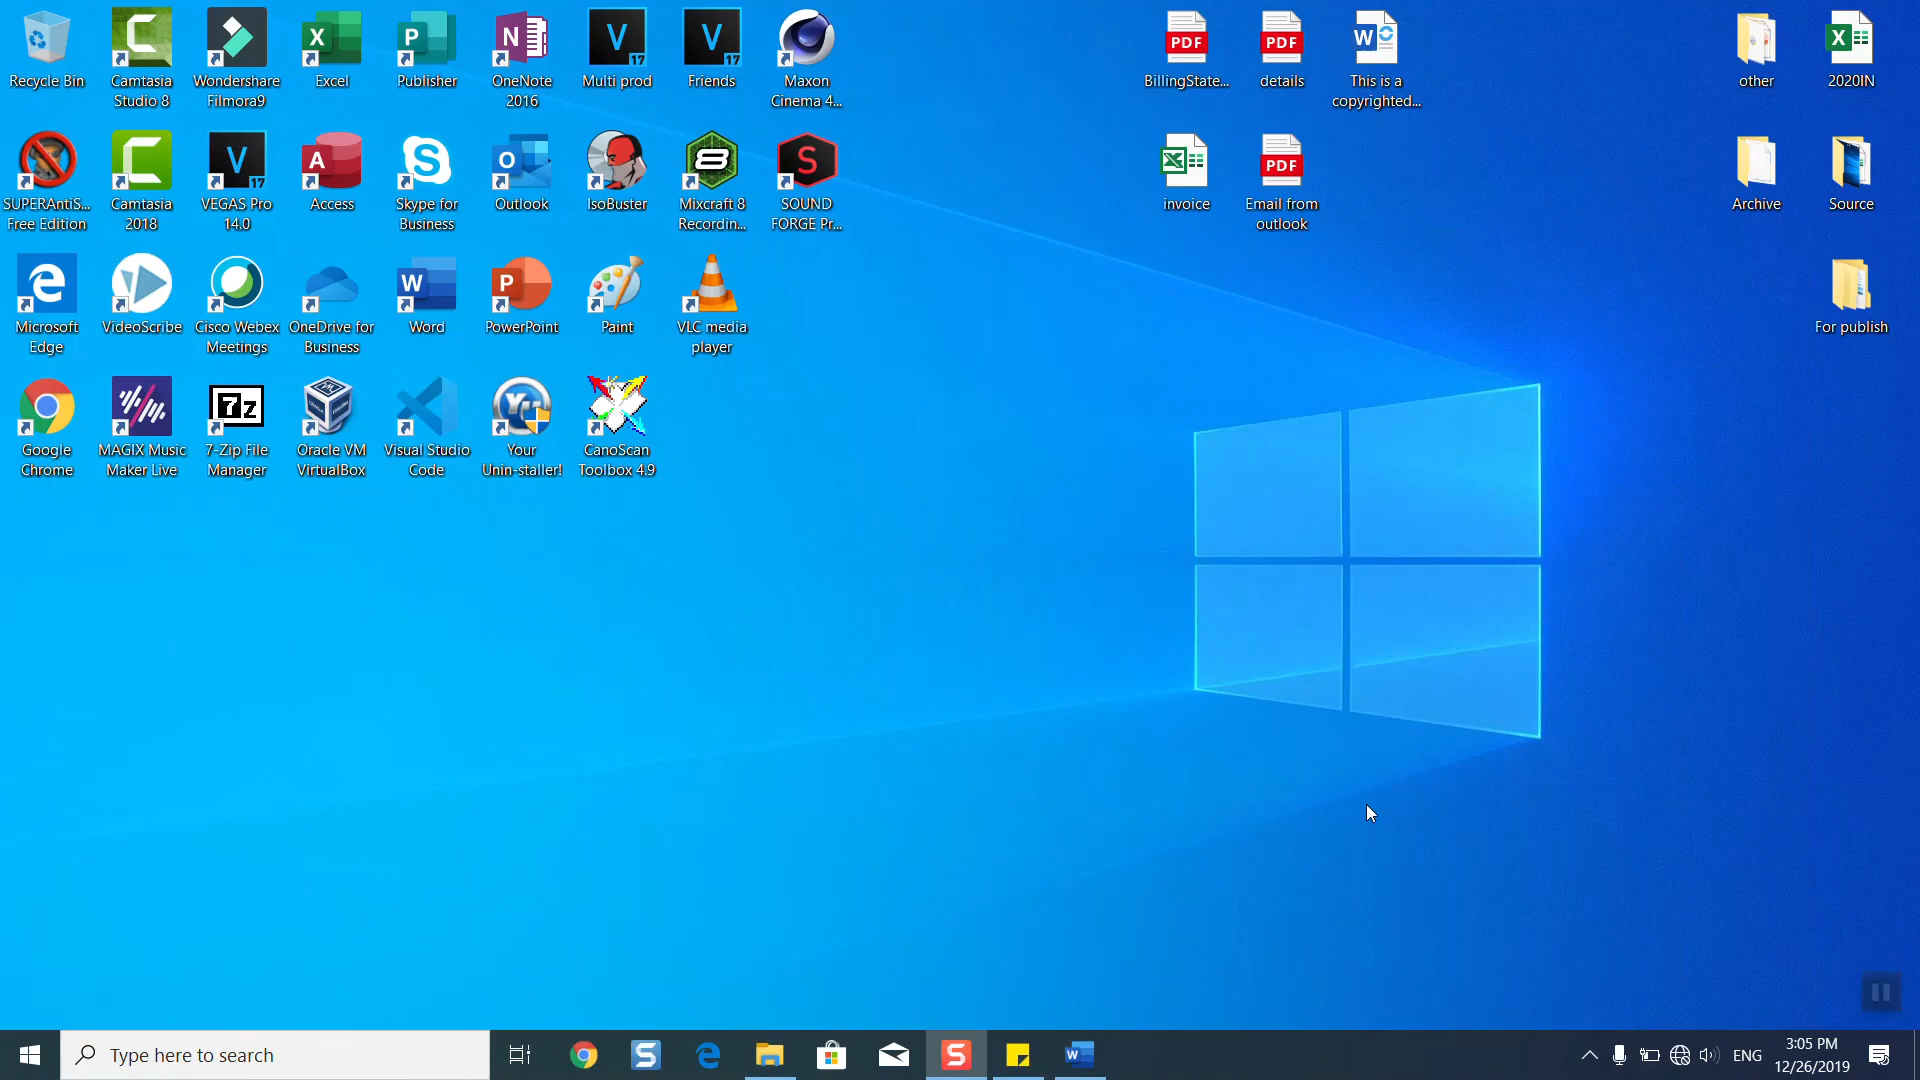 Recycle Bin
Camtasia
Studio 8
Wondershare
Filmora9
Excel
Publisher
OneNote
2016
Multi prod
Friends
Maxon
Cinema 4...
BillingState...
details
This is a
copyrighted...
other
2020IN
SUPERAntiS...
Free Edition
Camtasia
2018
VEGAS Pro
14.0
Access
Skype for
Business
Outlook
IsoBuster
Mixcraft 8
Recordin...
SOUND
FORGE Pr...
invoice
Email from
outlook
Archive
Source
Microsoft
Edge
VideoScribe
Cisco Webex
Meetings
OneDrive for
Business
Word
PowerPoint
Paint
VLC media
player
For publish
Google
Chrome
MAGIX Music
Maker Live
7-Zip File
Manager
Oracle VM
VirtualBox
Visual Studio
Code
Your
Unin-staller!
CanoScan
Toolbox 4.9
Type here to search
ENG
3:05 PM
12/26/2019